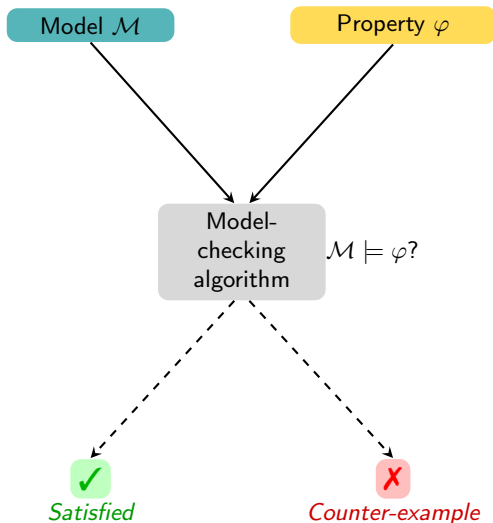 Model ℳ
Property φ
Model-
checking
algorithm
ℳ ⊨ φ?
✓
✗
Satisfied
Counter-example